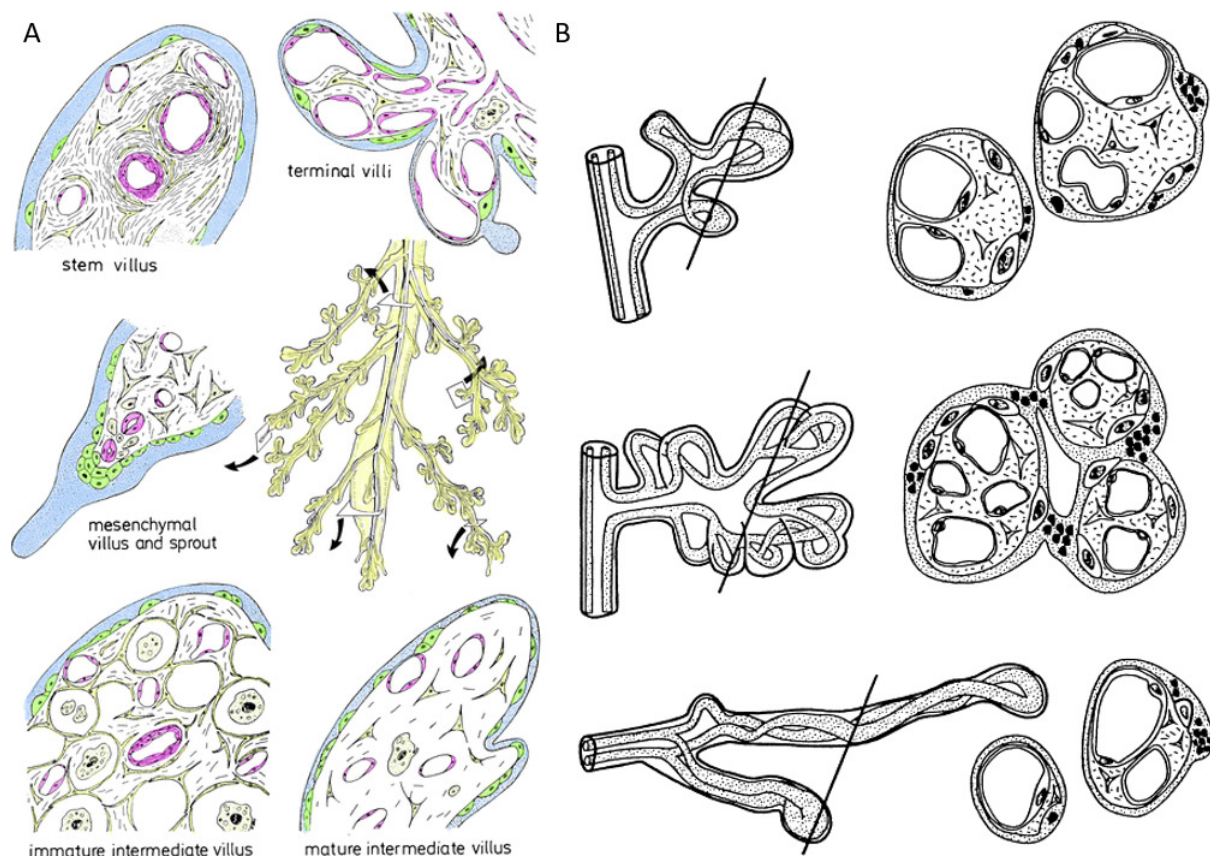 A
B
stem villus
terminal villi
mesenchymal
villus and sprout
immature intermediate villus
mature intermediate villus